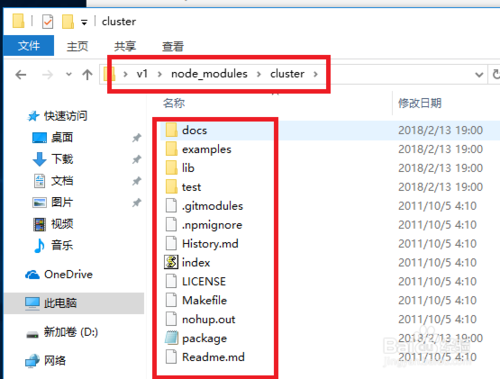 cluster
文件 主页 共享 查看
v1 node_modules cluster
名称 修改日期
快速访问
桌面
下载
文档
图片
视频
音乐
OneDrive
此电脑
新加卷 (D:)
网络
docs 2018/2/13 19:00
examples 2018/2/13 19:00
lib 2018/2/13 19:00
test 2018/2/13 19:00
.gitmodules 2011/10/5 4:10
.npmignore 2011/10/5 4:10
History.md 2011/10/5 4:10
index 2011/10/5 4:10
LICENSE 2011/10/5 4:10
Makefile 2011/10/5 4:10
nohup.out 2011/10/5 4:10
package 2018/2/13 19:00
Readme.md 2011/10/5 4:10